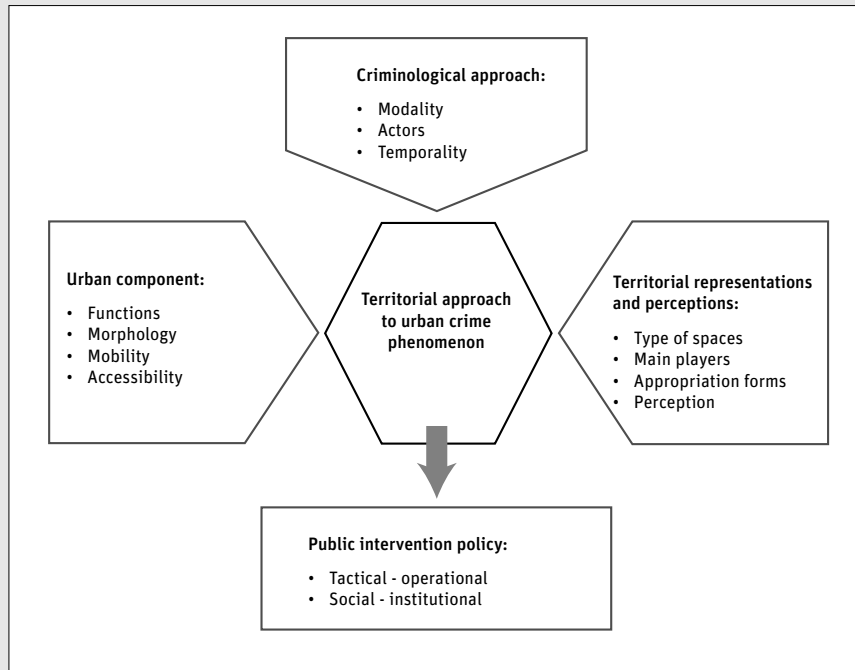 Criminological approach:
• Modality
• Actors
• Temporality
Urban component:
• Functions
• Morphology
• Mobility
• Accessibility
Territorial approach
to urban crime
phenomenon
Territorial representations
and perceptions:
• Type of spaces
• Main players
• Appropriation forms
• Perception
Public intervention policy:
• Tactical - operational
• Social - institutional